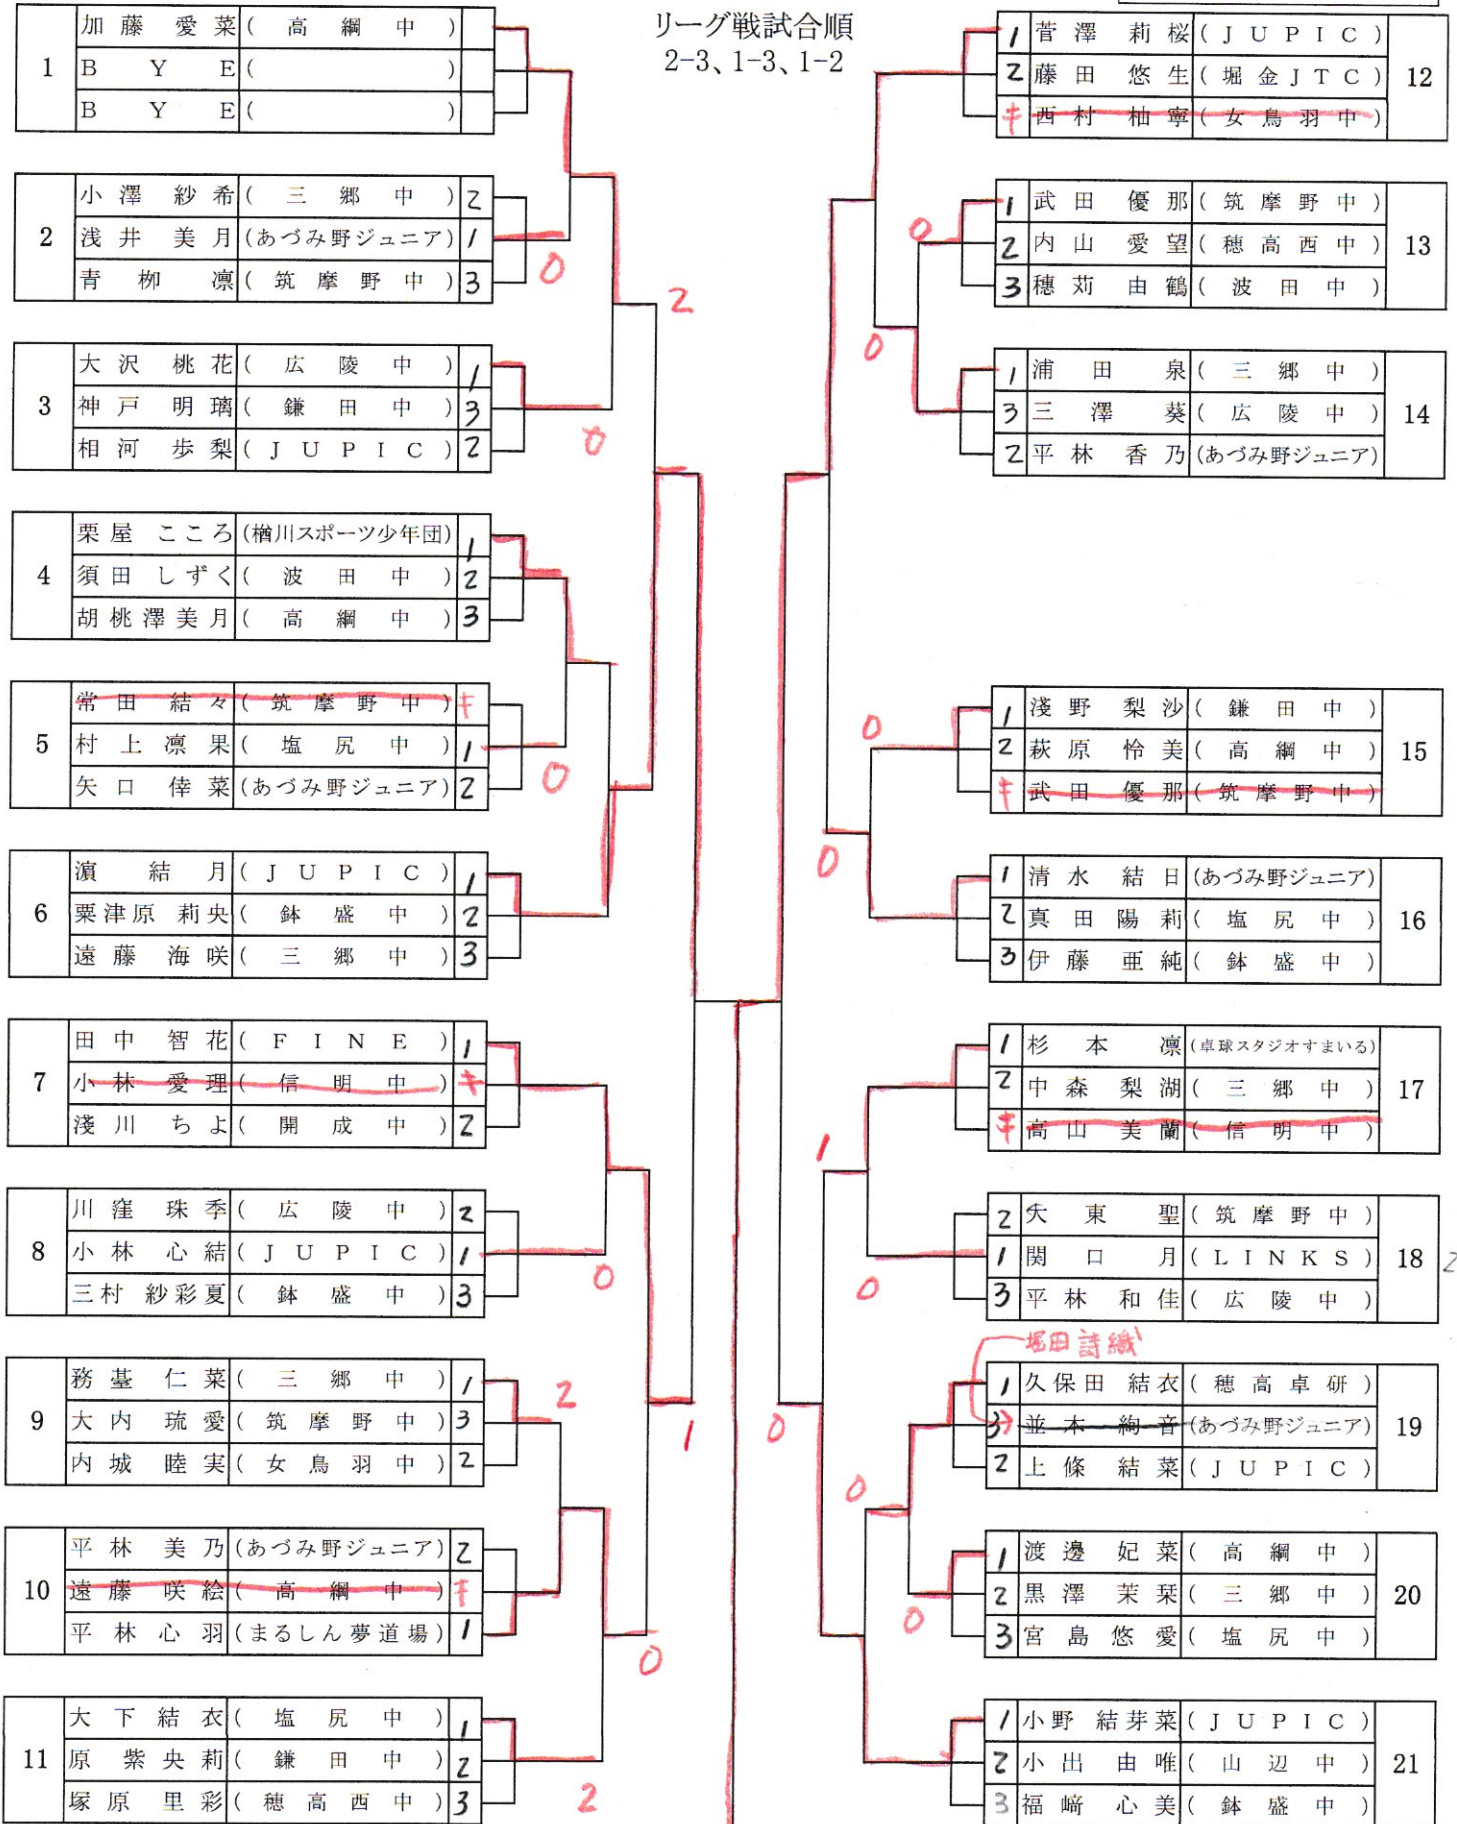 リーグ戦試合順
2-3、1-3、1-2
1
加藤愛菜(高綱中)
BYE( )
BYE( )
2
小澤紗希(三郷中) 2
浅井美月(あづみ野ジュニア) 1
青柳凛(筑摩野中) 3
0
3
大沢桃花(広陵中) 1
神戸明璃(鎌田中) 3
相河歩梨(JUPIC) 2
0
2
4
栗屋こころ(楢川スポーツ少年団) 1
須田しずく(波田中) 2
胡桃澤美月(高綱中) 3
5
常田結々(筑摩野中) キ
村上凛果(塩尻中) 1
矢口倖菜(あづみ野ジュニア) 2
0
6
濵結月(JUPIC) 1
粟津原莉央(鉢盛中) 2
遠藤海咲(三郷中) 3
7
田中智花(FINE) 1
小林愛理(信明中) キ
淺川ちよ(開成中) 2
8
川窪珠季(広陵中) 2
小林心結(JUPIC) 1
三村紗彩夏(鉢盛中) 3
0
9
務基仁菜(三郷中) 1
大内琉愛(筑摩野中) 3
内城睦実(女鳥羽中) 2
2
1
10
平林美乃(あづみ野ジュニア) 2
遠藤咲絵(高綱中) キ
平林心羽(まるしん夢道場) 1
0
11
大下結衣(塩尻中) 1
原紫央莉(鎌田中) 2
塚原里彩(穂高西中) 3
2
12
1 菅澤莉桜(JUPIC)
2 藤田悠生(堀金JTC)
キ 西村柚寧(女鳥羽中)
13
1 武田優那(筑摩野中)
2 内山愛望(穂高西中)
3 穂苅由鶴(波田中)
0
0
14
1 浦田泉(三郷中)
3 三澤葵(広陵中)
2 平林香乃(あづみ野ジュニア)
15
1 淺野梨沙(鎌田中)
2 萩原怜美(高綱中)
キ 武田優那(筑摩野中)
0
0
16
1 清水結日(あづみ野ジュニア)
2 真田陽莉(塩尻中)
3 伊藤亜純(鉢盛中)
17
1 杉本凛(卓球スタジオすまいる)
2 中森梨湖(三郷中)
キ 高山美蘭(信明中)
1
18
2 東聖(筑摩野中)
1 関口月(LINKS)
3 平林和佳(広陵中)
0
2
堀田詩織
19
1 久保田結衣(穂高卓研)
3 並木絢音(あづみ野ジュニア)
2 上條結菜(JUPIC)
0
0
20
1 渡邊妃菜(高綱中)
2 黒澤茉栞(三郷中)
3 宮島悠愛(塩尻中)
0
21
1 小野結芽菜(JUPIC)
2 小出由唯(山辺中)
3 福﨑心美(鉢盛中)